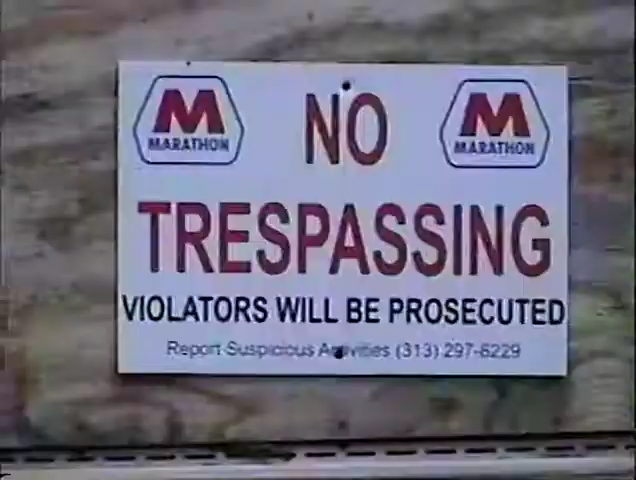 M NO M
MARATHON MARATHON
TRESPASSING
VIOLATORS WILL BE PROSECUTED
Report Suspicious Activities (313) 297-6229